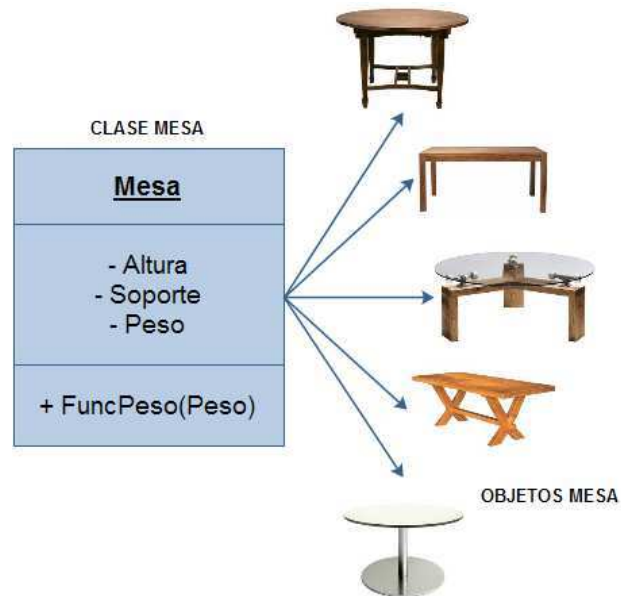 CLASE MESA
Mesa
- Altura
- Soporte
- Peso
+ FuncPeso(Peso)
OBJETOS MESA